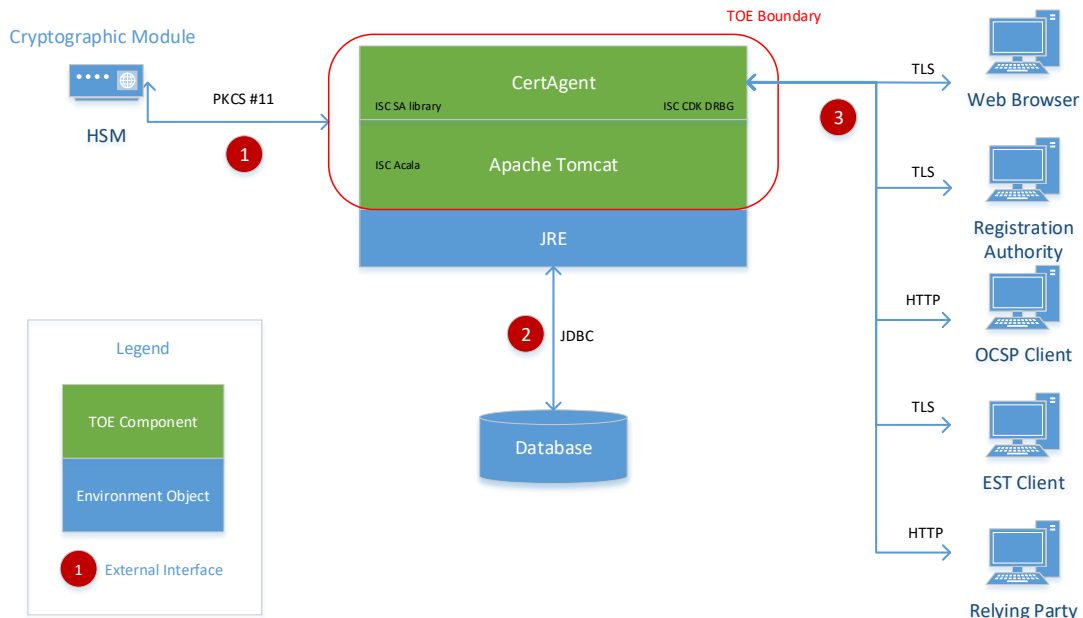 TOE Boundary
Cryptographic Module
HSM
PKCS #11
1
CertAgent
ISC SA library
ISC CDK DRBG
ISC Acala
Apache Tomcat
JRE
2
JDBC
Database
3
TLS
Web Browser
TLS
Registration
Authority
HTTP
OCSP Client
TLS
EST Client
HTTP
Relying Party
Legend
TOE Component
Environment Object
1
External Interface